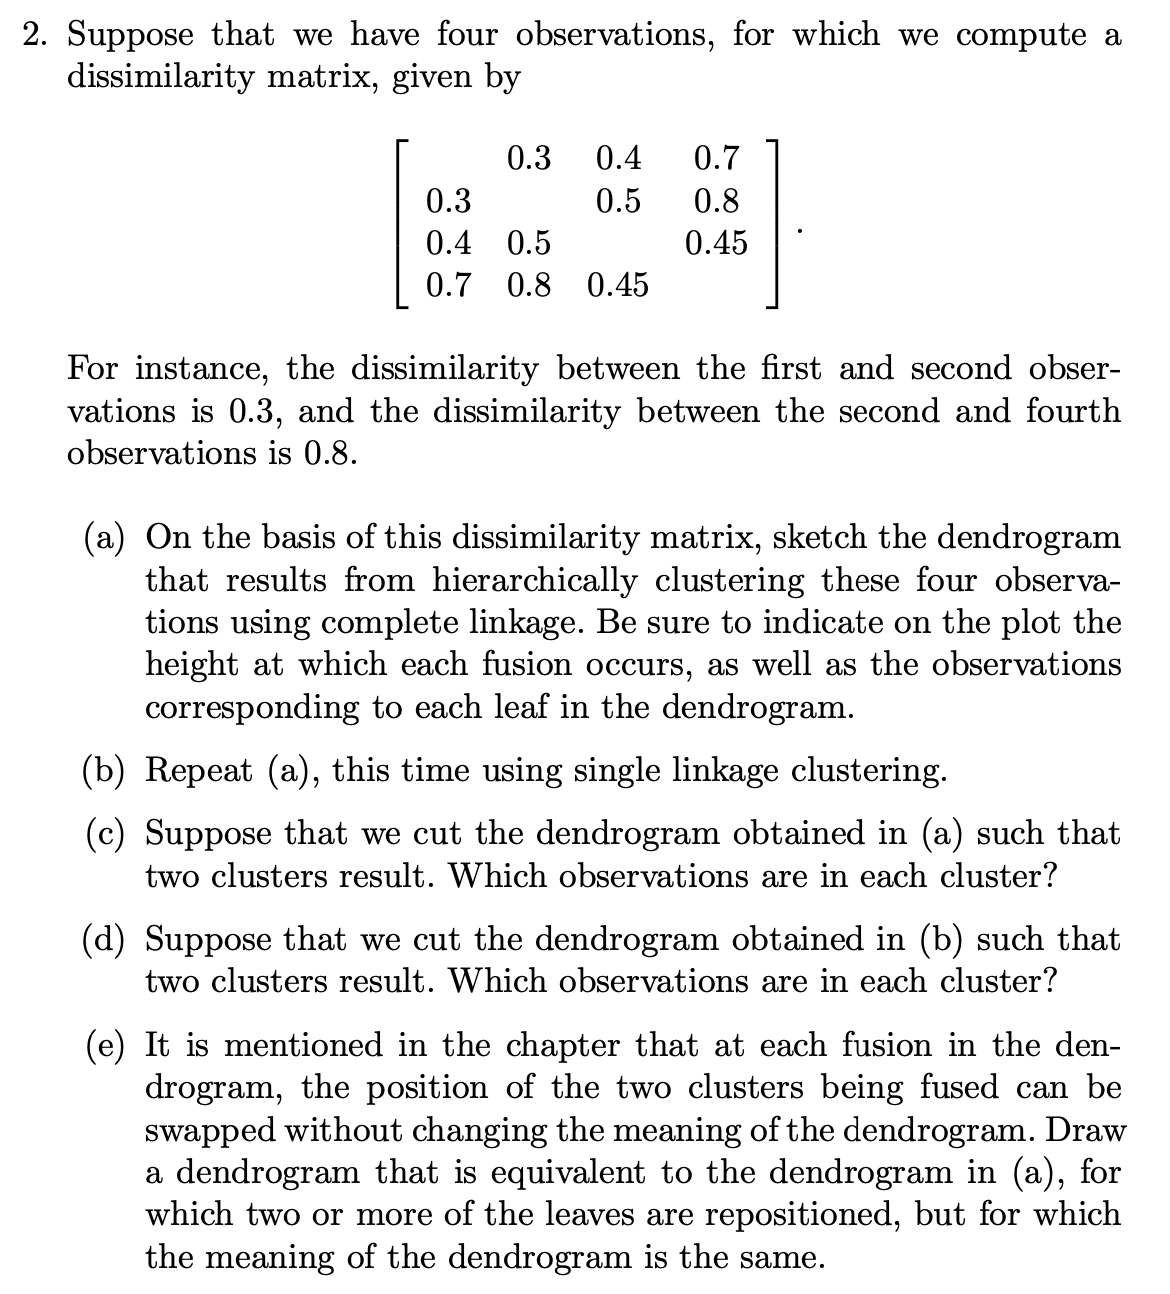 2. Suppose that we have four observations, for which we compute a
dissimilarity matrix, given by
0.3 0.4 0.7
0.3 0.5 0.8
0.4 0.5 0.45
0.7 0.8 0.45 .
For instance, the dissimilarity between the first and second obser-
vations is 0.3, and the dissimilarity between the second and fourth
observations is 0.8.
(a) On the basis of this dissimilarity matrix, sketch the dendrogram
that results from hierarchically clustering these four observa-
tions using complete linkage. Be sure to indicate on the plot the
height at which each fusion occurs, as well as the observations
corresponding to each leaf in the dendrogram.
(b) Repeat (a), this time using single linkage clustering.
(c) Suppose that we cut the dendrogram obtained in (a) such that
two clusters result. Which observations are in each cluster?
(d) Suppose that we cut the dendrogram obtained in (b) such that
two clusters result. Which observations are in each cluster?
(e) It is mentioned in the chapter that at each fusion in the den-
drogram, the position of the two clusters being fused can be
swapped without changing the meaning of the dendrogram. Draw
a dendrogram that is equivalent to the dendrogram in (a), for
which two or more of the leaves are repositioned, but for which
the meaning of the dendrogram is the same.